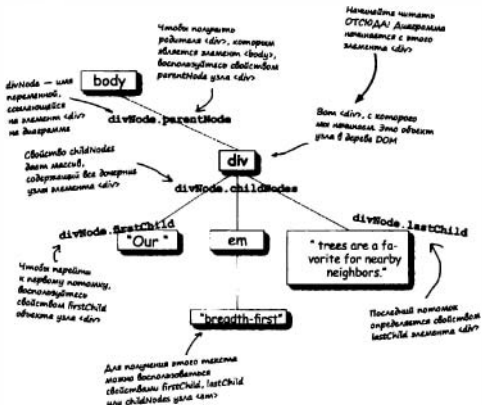 Начинайте читать
ОТСЮДА! Диаграмма
начинается с этого
элемента <div>
Чтобы получить
родителя <div>, которым
является элемент <body>,
воспользуйтесь свойством
parentNode узла <div>
body
divNode — имя
переменной,
ссылающейся
на элемент <div>
на диаграмме
divNode.parentNode
Вот <div>, с которого
мы начинаем. Это объект
узла в дереве DOM
Свойство childNodes
дает массив,
содержащий все дочерние
узлы элемента <div>
div
divNode.childNodes
divNode.firstChild
divNode.lastChild
"Our "
em
" trees are a fa-
vorite for nearby
neighbors."
Чтобы перейти
к первому потомку,
воспользуйтесь
свойством firstChild
объекта узла <div>
"breadth-first"
Последний потомок
определяется свойством
lastChild элемента <div>
Для получения этого текста
можно воспользоваться
свойствами firstChild, lastChild
или childNodes узла <em>